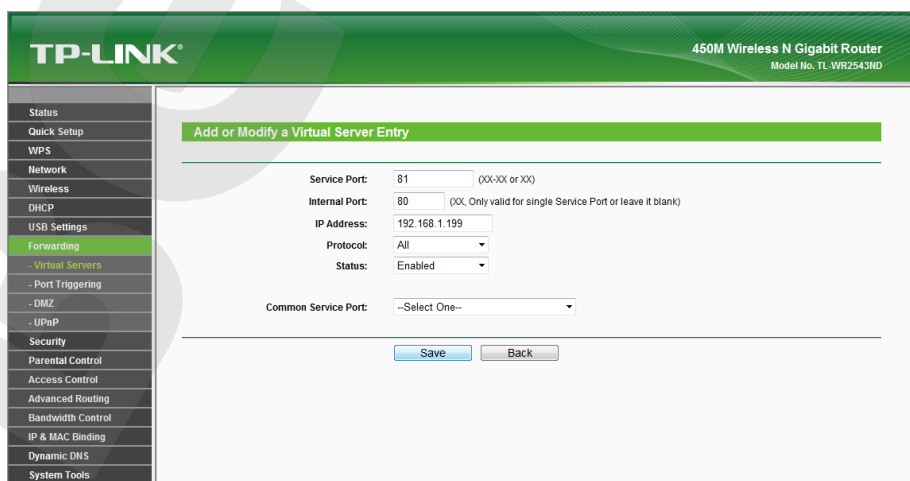 TP-LINK®
450M Wireless N Gigabit Router
Model No. TL-WR2543ND
Status
Quick Setup
WPS
Network
Wireless
DHCP
USB Settings
Forwarding
- Virtual Servers
- Port Triggering
- DMZ
- UPnP
Security
Parental Control
Access Control
Advanced Routing
Bandwidth Control
IP & MAC Binding
Dynamic DNS
System Tools
Add or Modify a Virtual Server Entry
Service Port: 81 (XX-XX or XX)
Internal Port: 80 (XX, Only valid for single Service Port or leave it blank)
IP Address: 192.168.1.199
Protocol: All
Status: Enabled
Common Service Port: --Select One--
Save Back